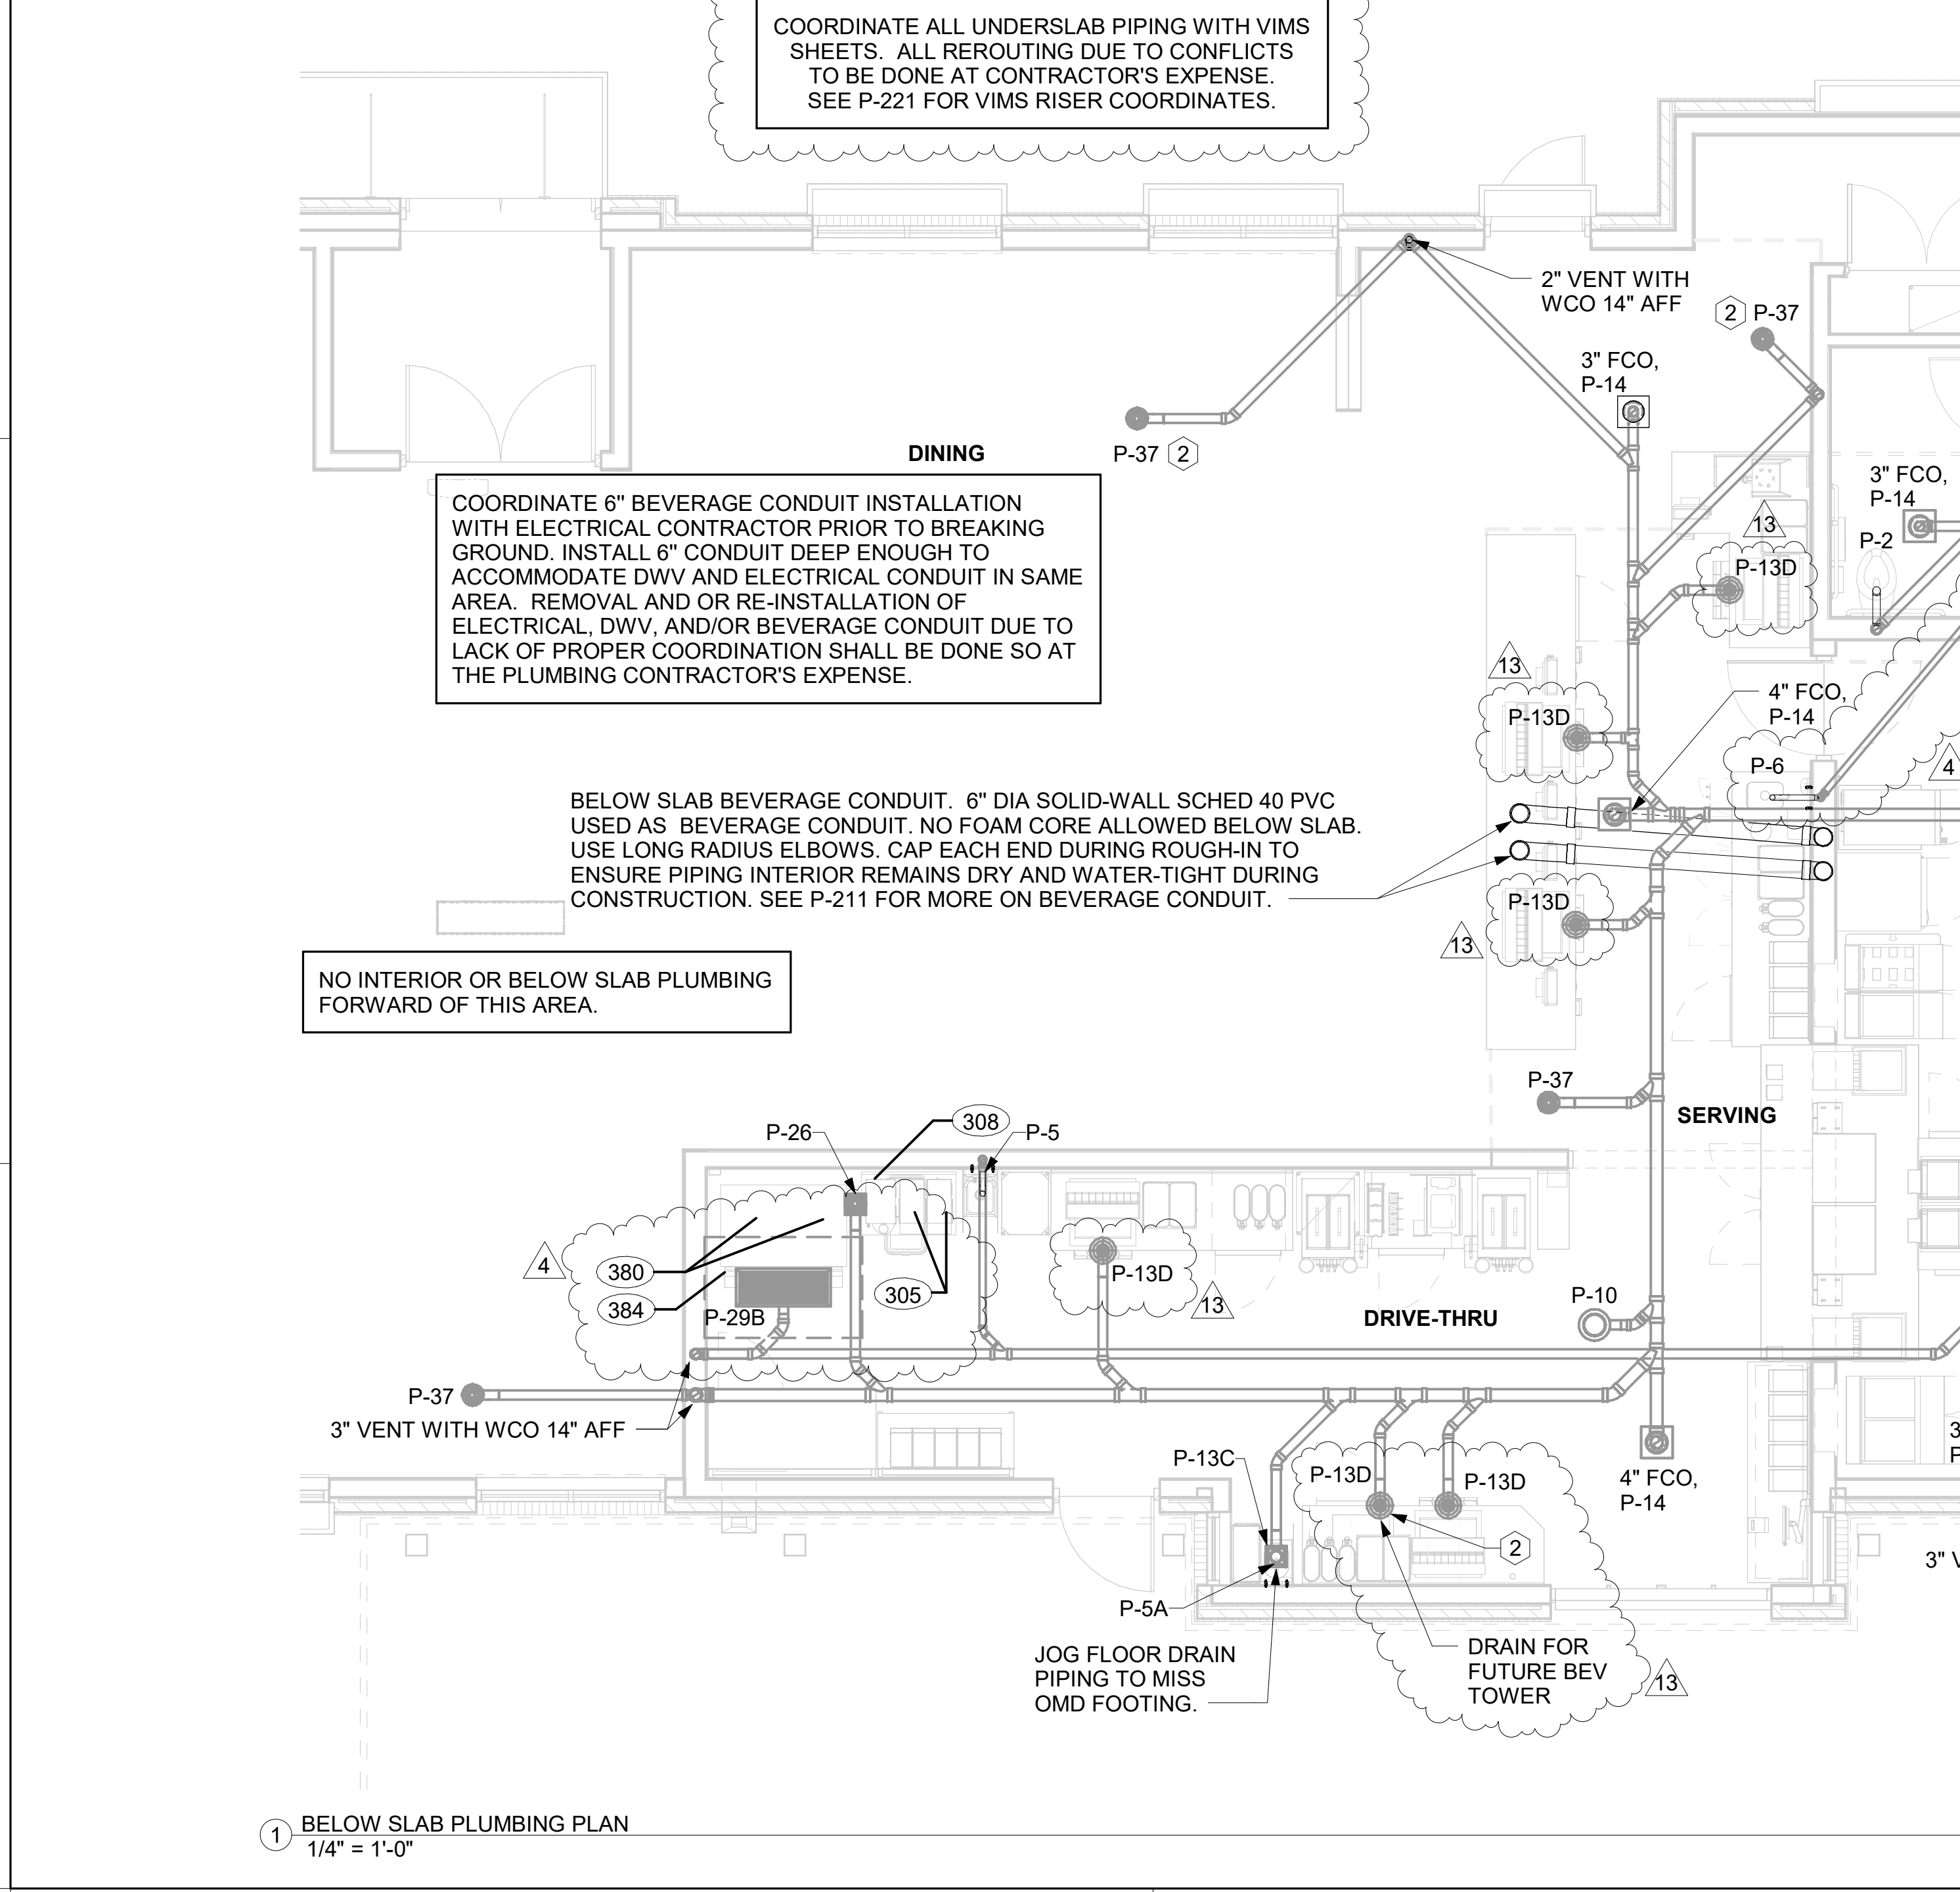 COORDINATE ALL UNDERSLAB PIPING WITH VIMS
SHEETS.  ALL REROUTING DUE TO CONFLICTS
TO BE DONE AT CONTRACTOR'S EXPENSE.
SEE P-221 FOR VIMS RISER COORDINATES.
2" VENT WITH
WCO 14" AFF
2
P-37
3" FCO,
P-14
P-37
2
DINING
3" FCO,
P-14
P-2
13
P-13D
COORDINATE 6" BEVERAGE CONDUIT INSTALLATION
WITH ELECTRICAL CONTRACTOR PRIOR TO BREAKING
GROUND. INSTALL 6" CONDUIT DEEP ENOUGH TO
ACCOMMODATE DWV AND ELECTRICAL CONDUIT IN SAME
AREA.  REMOVAL AND OR RE-INSTALLATION OF
ELECTRICAL, DWV, AND/OR BEVERAGE CONDUIT DUE TO
LACK OF PROPER COORDINATION SHALL BE DONE SO AT
THE PLUMBING CONTRACTOR'S EXPENSE.
13
P-13D
4" FCO,
P-14
P-6
4
BELOW SLAB BEVERAGE CONDUIT.  6" DIA SOLID-WALL SCHED 40 PVC
USED AS  BEVERAGE CONDUIT. NO FOAM CORE ALLOWED BELOW SLAB.
USE LONG RADIUS ELBOWS. CAP EACH END DURING ROUGH-IN TO
ENSURE PIPING INTERIOR REMAINS DRY AND WATER-TIGHT DURING
CONSTRUCTION. SEE P-211 FOR MORE ON BEVERAGE CONDUIT.
P-13D
13
NO INTERIOR OR BELOW SLAB PLUMBING
FORWARD OF THIS AREA.
P-37
SERVING
P-26
308
P-5
4
380
384
P-29B
305
P-13D
13
DRIVE-THRU
P-10
P-37
3" VENT WITH WCO 14" AFF
P-13C
P-13D
P-13D
4" FCO,
P-14
3
P
2
3" V
P-5A
JOG FLOOR DRAIN
PIPING TO MISS
OMD FOOTING.
DRAIN FOR
FUTURE BEV
TOWER
13
1
BELOW SLAB PLUMBING PLAN
1/4" = 1'-0"